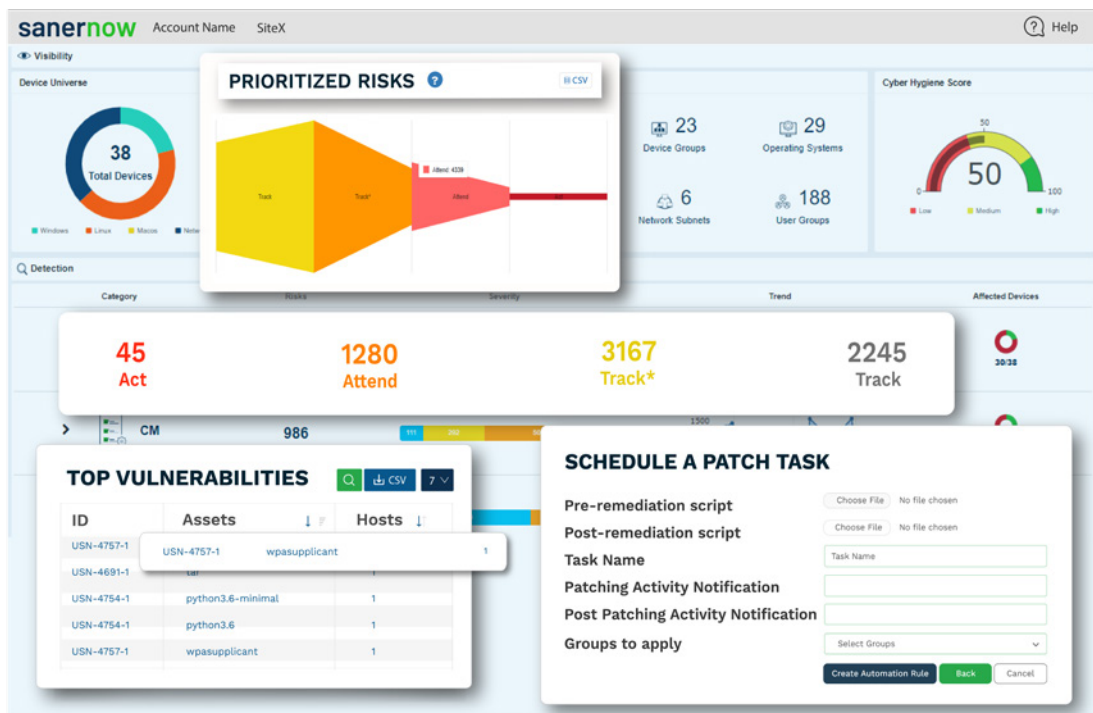 sanernow Account Name SiteX Help
Visibility
Device Universe
38
Total Devices
Windows Linux Macos
PRIORITIZED RISKS ? CSV
Attend: 4339
Track Track* Attend
23
Device Groups
29
Operating Systems
6
Network Subnets
188
User Groups
Cyber Hygiene Score
50
50
0
100
Low Medium High
Detection
Category Risks Severity Trend Affected Devices
45
Act
1280
Attend
3167
Track*
2245
Track
30/38
CM 986 111 262 1500
TOP VULNERABILITIES CSV 7
ID Assets Hosts
USN-4757-1
USN-4757-1 wpasupplicant 1
USN-4691-1 1
USN-4754-1 python3.6-minimal 1
USN-4754-1 python3.6 1
USN-4757-1 wpasupplicant 1
SCHEDULE A PATCH TASK
Pre-remediation script Choose File No file chosen
Post-remediation script Choose File No file chosen
Task Name Task Name
Patching Activity Notification
Post Patching Activity Notification
Groups to apply Select Groups
Create Automation Rule Back Cancel